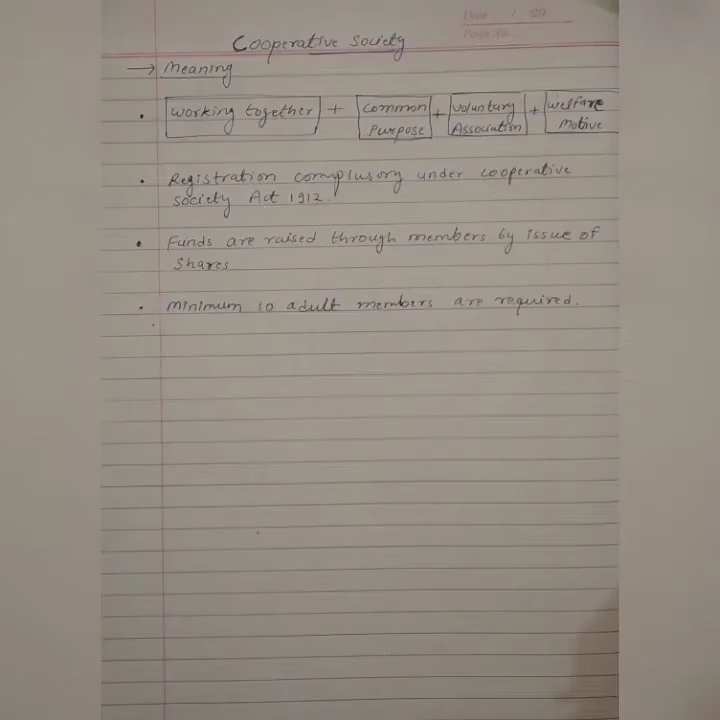 Cooperative Society
→ Meaning
• Working together + Common Purpose + Voluntary Association + Welfare Motive
• Registration complusory under cooperative
society Act 1912.
• Funds are raised through members by issue of
Shares
• Minimum 10 adult members are required.